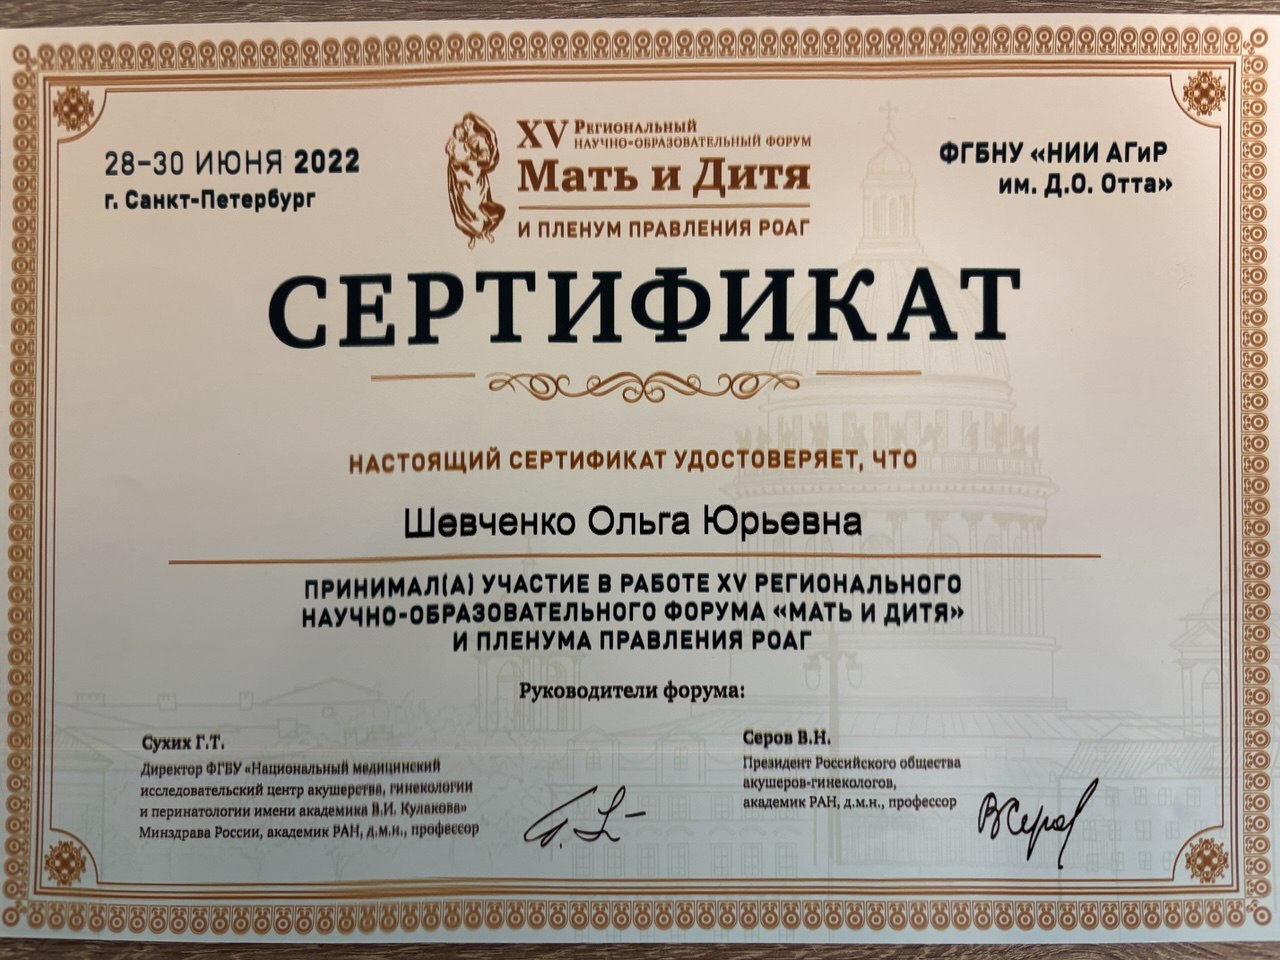 28–30 ИЮНЯ 2022
г. Санкт-Петербург
XV Региональный
научно-образовательный форум
Мать и Дитя
И ПЛЕНУМ ПРАВЛЕНИЯ РОАГ
ФГБНУ «НИИ АГиР
им. Д.О. Отта»
СЕРТИФИКАТ
НАСТОЯЩИЙ СЕРТИФИКАТ УДОСТОВЕРЯЕТ, ЧТО
Шевченко Ольга Юрьевна
ПРИНИМАЛ(А) УЧАСТИЕ В РАБОТЕ XV РЕГИОНАЛЬНОГО
НАУЧНО-ОБРАЗОВАТЕЛЬНОГО ФОРУМА «МАТЬ И ДИТЯ»
И ПЛЕНУМА ПРАВЛЕНИЯ РОАГ
Руководители форума:
Сухих Г.Т.
Директор ФГБУ «Национальный медицинский
исследовательский центр акушерства, гинекологии
и перинатологии имени академика В.И. Кулакова»
Минздрава России, академик РАН, д.м.н., профессор
Серов В.Н.
Президент Российского общества
акушеров-гинекологов,
академик РАН, д.м.н., профессор
ВСеров